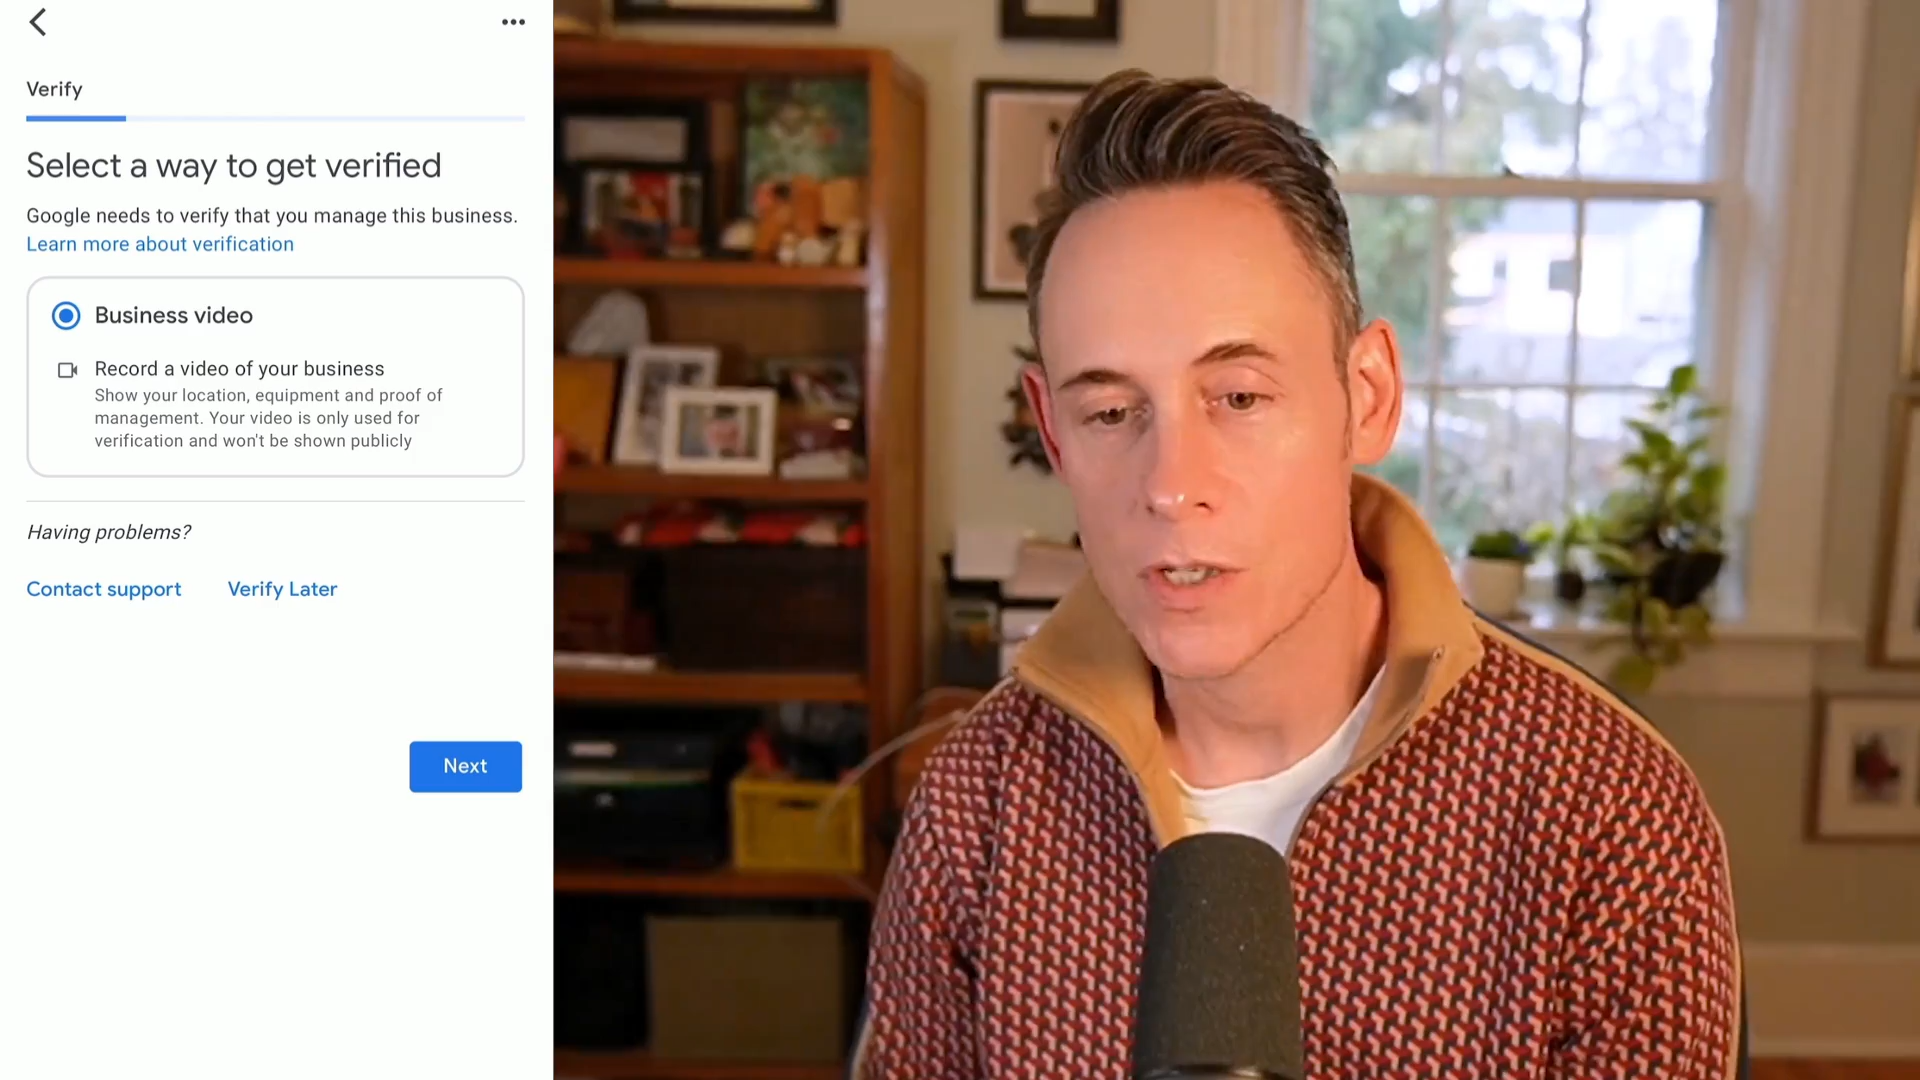 Verify
Select a way to get verified
Google needs to verify that you manage this business.
Learn more about verification
Business video
Record a video of your business
Show your location, equipment and proof of
management. Your video is only used for
verification and won't be shown publicly
Having problems?
Contact support
Verify Later
Next